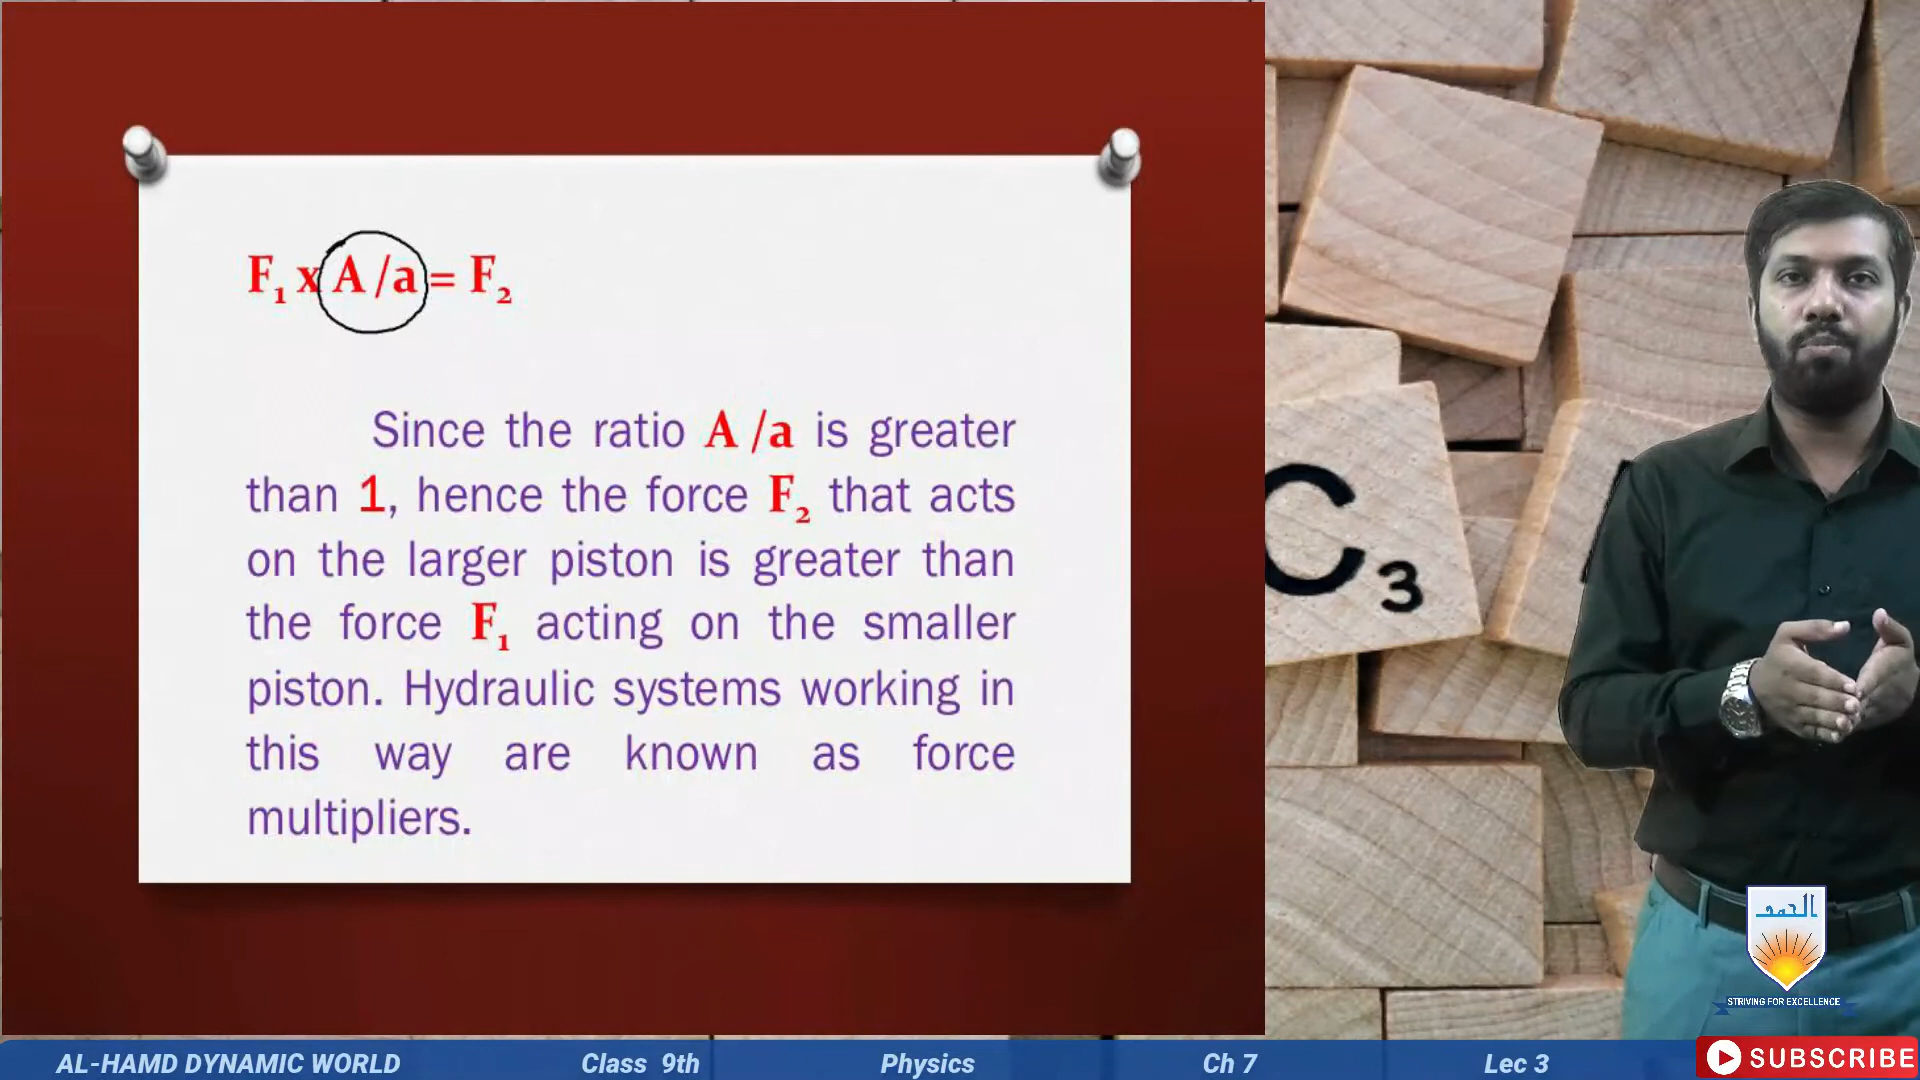 F₁ x A /a = F₂
Since the ratio A /a is greater
than 1, hence the force F₂ that acts
on the larger piston is greater than
the force F₁ acting on the smaller
piston. Hydraulic systems working in
this way are known as force
multipliers.
C₃
الحمد
STRIVING FOR EXCELLENCE
AL-HAMD DYNAMIC WORLD Class 9th Physics Ch 7 Lec 3 SUBSCRIBE